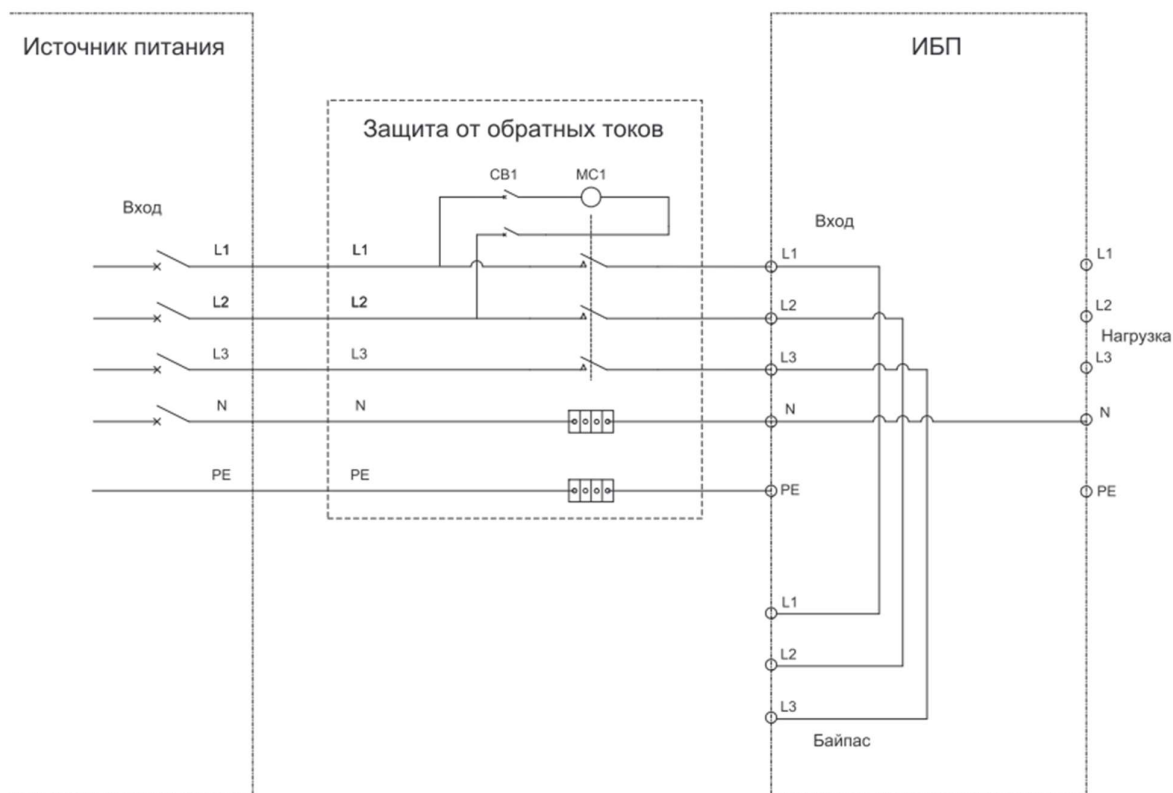 Источник питания
ИБП
Защита от обратных токов
CB1
MC1
Вход
Вход
L1
L1
L1
L1
L2
L2
L2
L2
Нагрузка
L3
L3
L3
L3
N
N
N
N
PE
PE
PE
PE
L1
L2
L3
Байпас